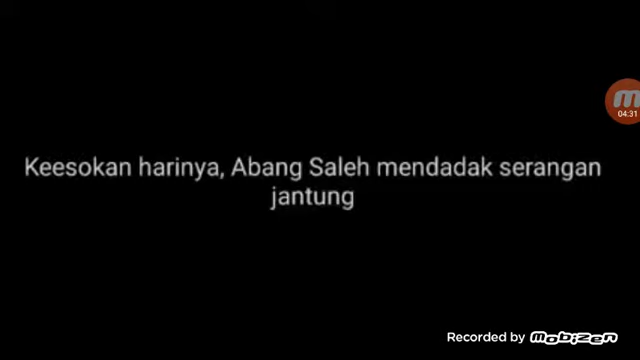 04:31
Keesokan harinya, Abang Saleh mendadak serangan
jantung
Recorded by mobizen